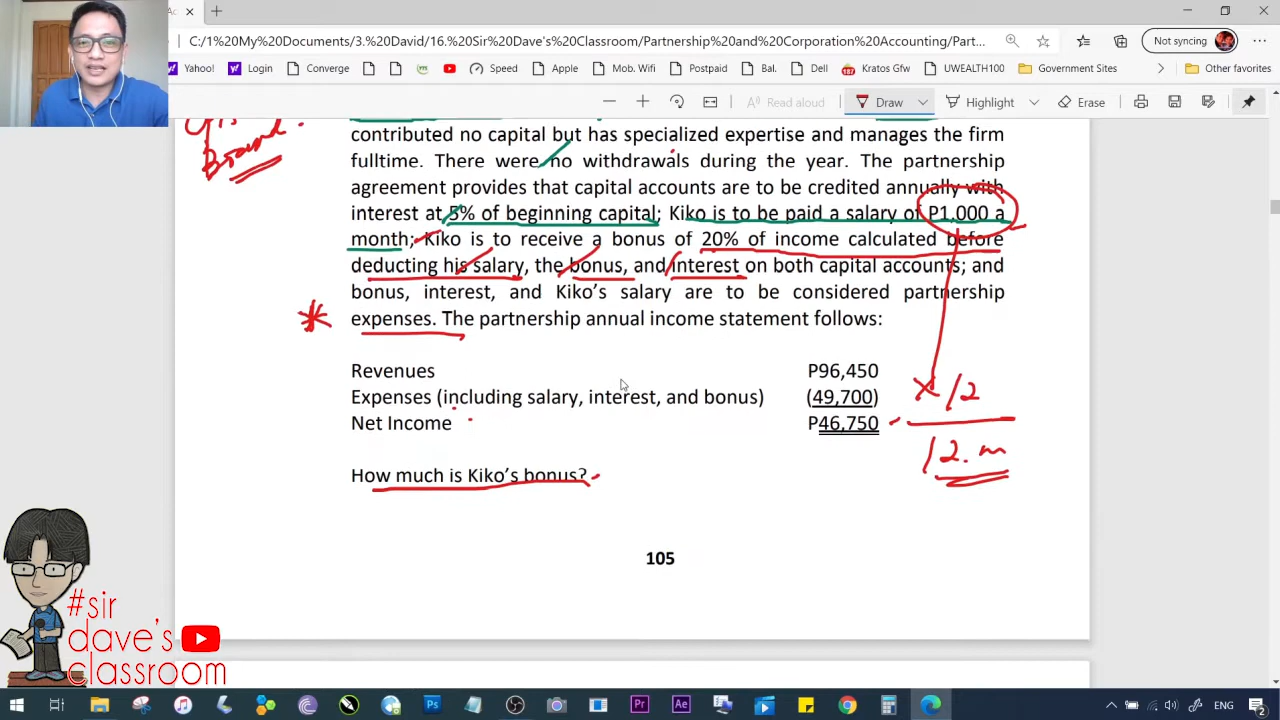 C:/1%20My%20Documents/3.%20David/16.%20Sir%20Dave's%20Classroom/Partnership%20and%20Corporation%20Accounting/Part...
Not syncing
Yahoo!
Login
Converge
Speed
Apple
Mob. Wifi
Postpaid
Bal.
Dell
Kratos Gfw
UWEALTH100
Government Sites
Other favorites
Read aloud
Draw
Highlight
Erase
contributed no capital but has specialized expertise and manages the firm
fulltime. There were no withdrawals during the year. The partnership
agreement provides that capital accounts are to be credited annually with
interest at 5% of beginning capital; Kiko is to be paid a salary of P1,000 a
month; Kiko is to receive a bonus of 20% of income calculated before
deducting his salary, the bonus, and interest on both capital accounts; and
bonus, interest, and Kiko's salary are to be considered partnership
* expenses. The partnership annual income statement follows:
Revenues P96,450
Expenses (including salary, interest, and bonus) (49,700)
Net Income P46,750
x 12
12. m
How much is Kiko's bonus?
105
#sir
dave's
classroom
Ps
Pr
Ae
ENG
2